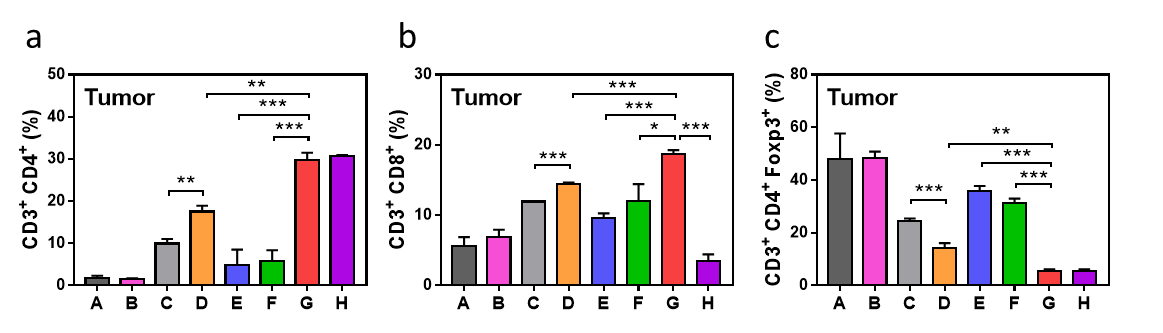 a
50
40
30
20
10
0
CD3⁺ CD4⁺ (%)
Tumor
**
**
***
***
A B C D E F G H
b
30
20
10
0
CD3⁺ CD8⁺ (%)
Tumor
***
***
***
*
***
A B C D E F G H
c
80
60
40
20
0
CD3⁺ CD4⁺ Foxp3⁺ (%)
Tumor
***
**
***
***
A B C D E F G H